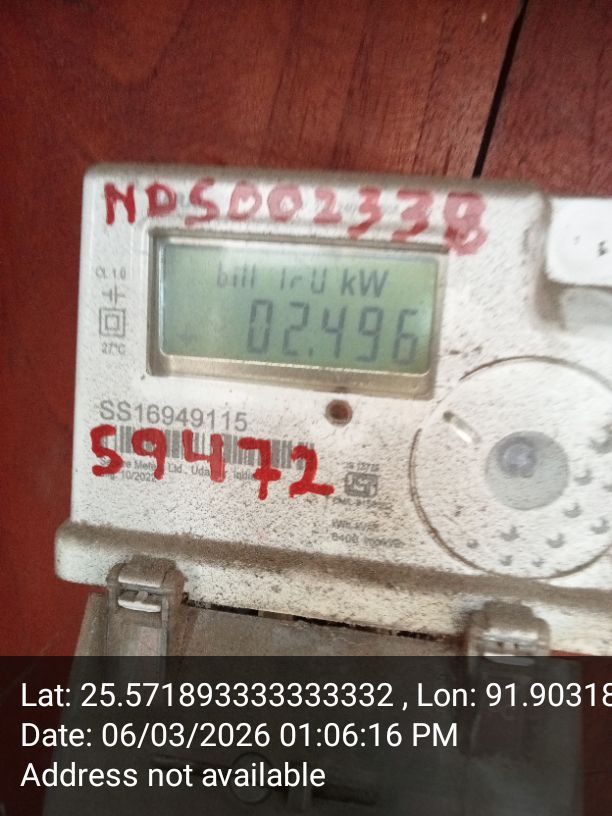 NDSD02338
bill 1rU kW
02.496
CL 1.0
27°C
SS16949115
59472
6400
Lat: 25.571893333333332 , Lon: 91.90318
Date: 06/03/2026 01:06:16 PM
Address not available